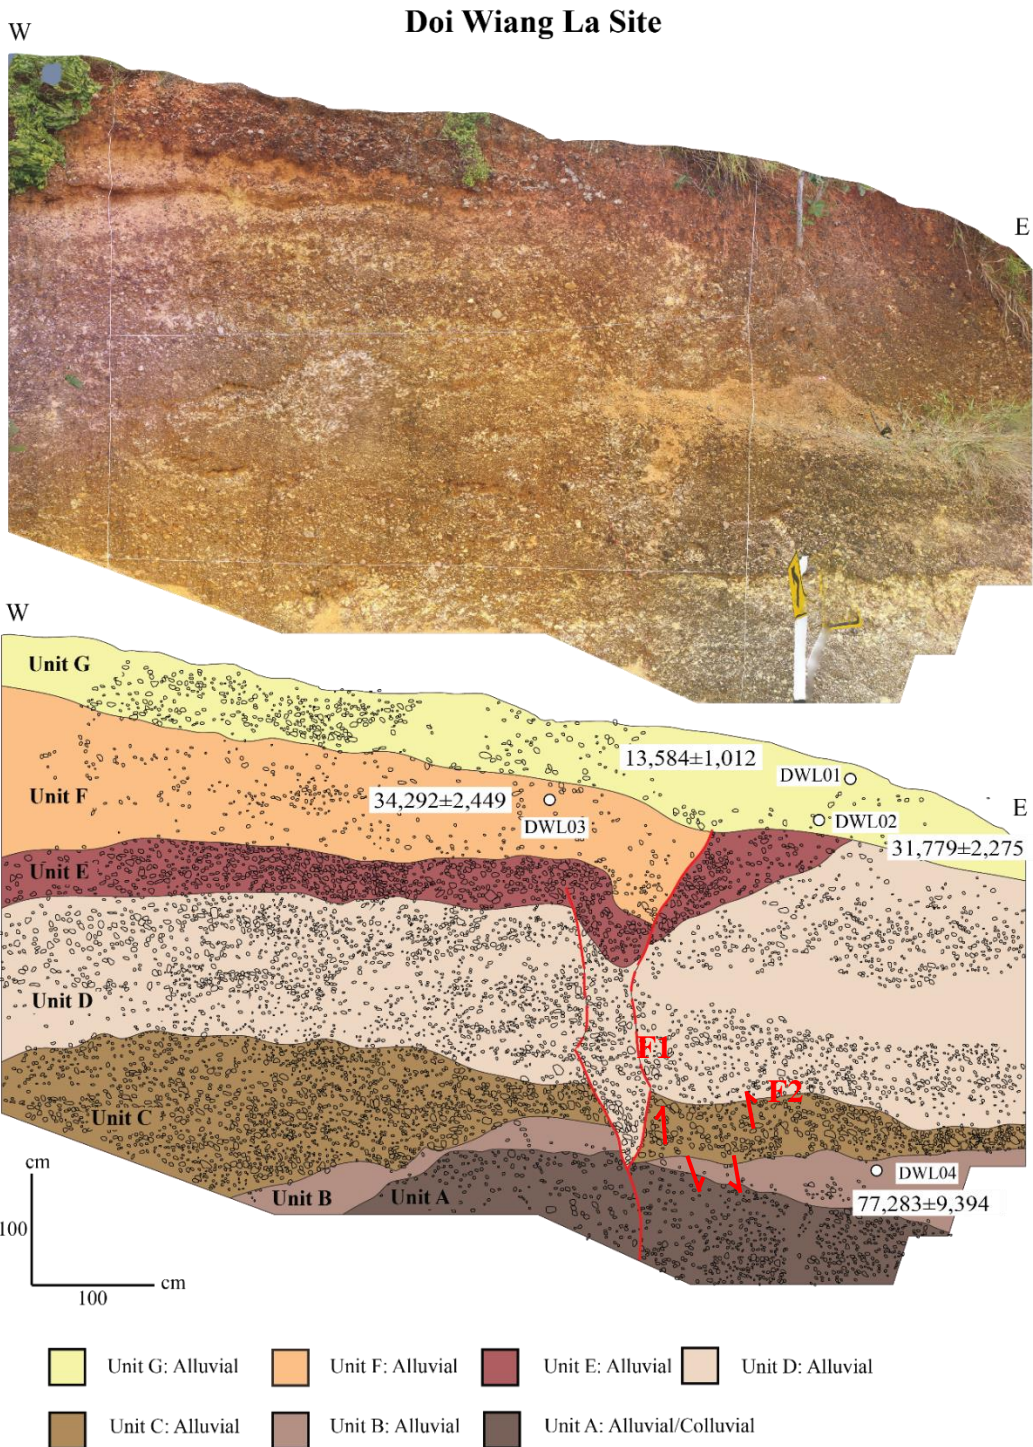 Doi Wiang La Site
W
E
W
Unit G
13,584±1,012
DWL01
Unit F
34,292±2,449
DWL03
DWL02
E
31,779±2,275
Unit E
Unit D
F1
F2
Unit C
cm
DWL04
Unit B
Unit A
77,283±9,394
100
cm
100
Unit G: Alluvial
Unit F: Alluvial
Unit E: Alluvial
Unit D: Alluvial
Unit C: Alluvial
Unit B: Alluvial
Unit A: Alluvial/Colluvial